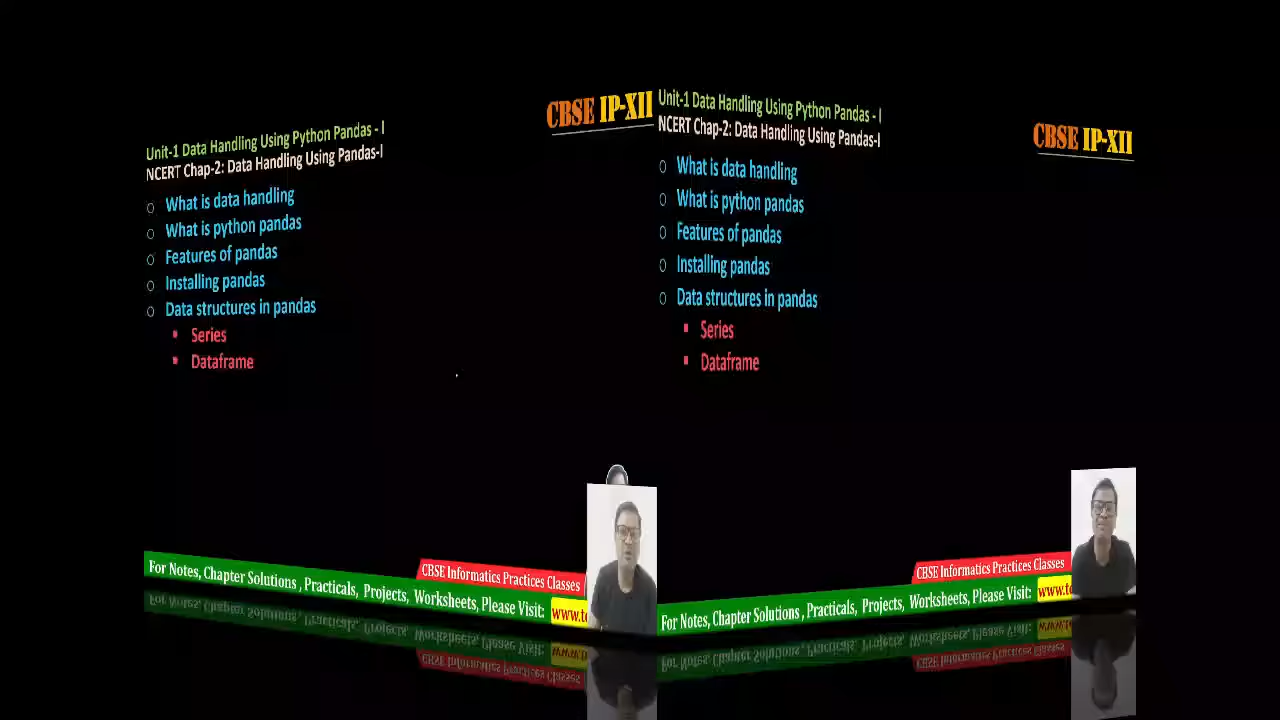 CBSE IP-XII
Unit-1 Data Handling Using Python Pandas - I
NCERT Chap-2: Data Handling Using Pandas-I
What is data handling
What is python pandas
Features of pandas
Installing pandas
Data structures in pandas
Series
Dataframe
CBSE Informatics Practices Classes
For Notes, Chapter Solutions , Practicals, Projects, Worksheets, Please Visit: www.t
CBSE IP-XII
Unit-1 Data Handling Using Python Pandas - I
NCERT Chap-2: Data Handling Using Pandas-I
What is data handling
What is python pandas
Features of pandas
Installing pandas
Data structures in pandas
Series
Dataframe
CBSE Informatics Practices Classes
For Notes, Chapter Solutions , Practicals, Projects, Worksheets, Please Visit: www.t